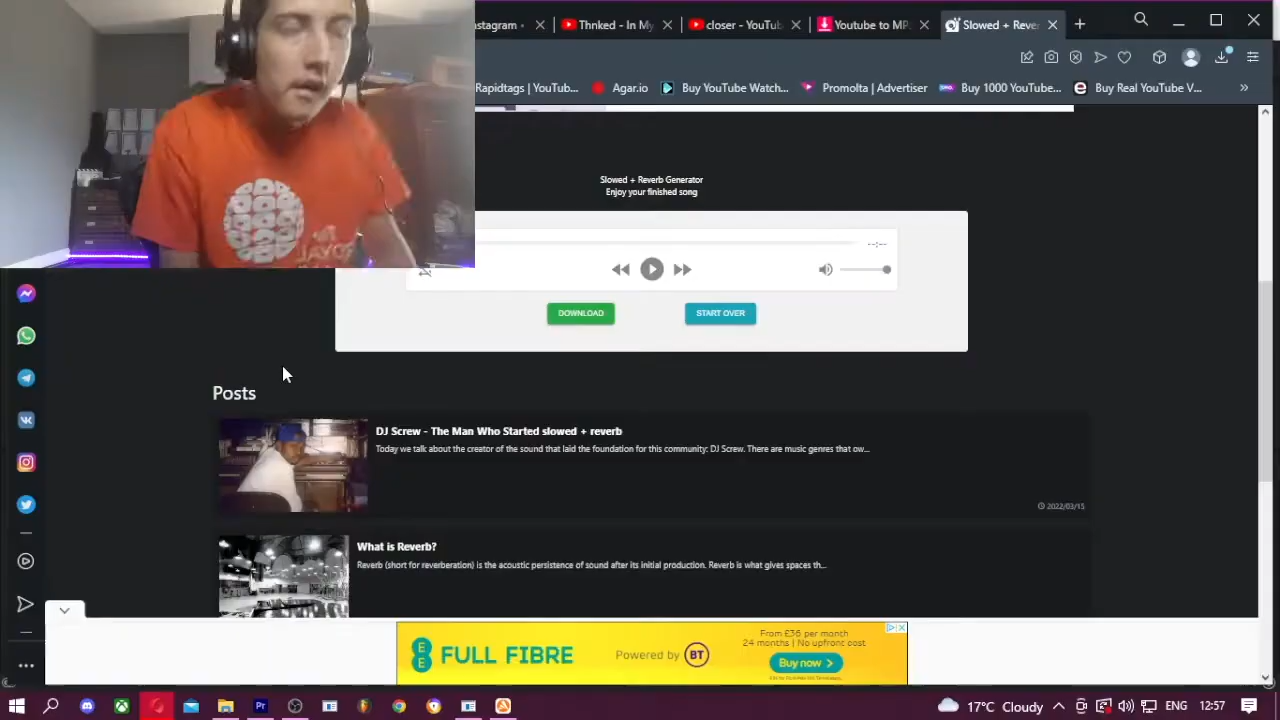 nstagram -
Thnked - In My
closer - YouTub
Youtube to MP
Slowed + Rever
Rapidtags | YouTub...
Agar.io
Buy YouTube Watch...
Promolta | Advertiser
Buy 1000 YouTube...
Buy Real YouTube V...
Slowed + Reverb Generator
Enjoy your finished song
--:--
DOWNLOAD
START OVER
Posts
DJ Screw - The Man Who Started slowed + reverb
Today we talk about the creator of the sound that laid the foundation for this community: DJ Screw. There are music genres that ow...
2022/03/15
What is Reverb?
Reverb (short for reverberation) is the acoustic persistence of sound after its initial production. Reverb is what gives spaces th...
EE
FULL FIBRE
Powered by BT
From £36 per month
24 months | No upfront cost
Buy now >
17°C Cloudy
ENG
12:57